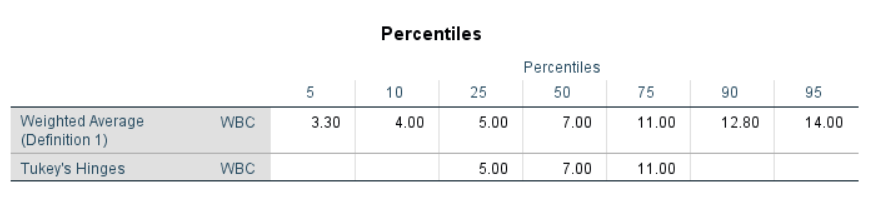 Percentiles
Percentiles
5 10 25 50 75 90 95
Weighted Average (Definition 1) WBC 3.30 4.00 5.00 7.00 11.00 12.80 14.00
Tukey's Hinges WBC 5.00 7.00 11.00